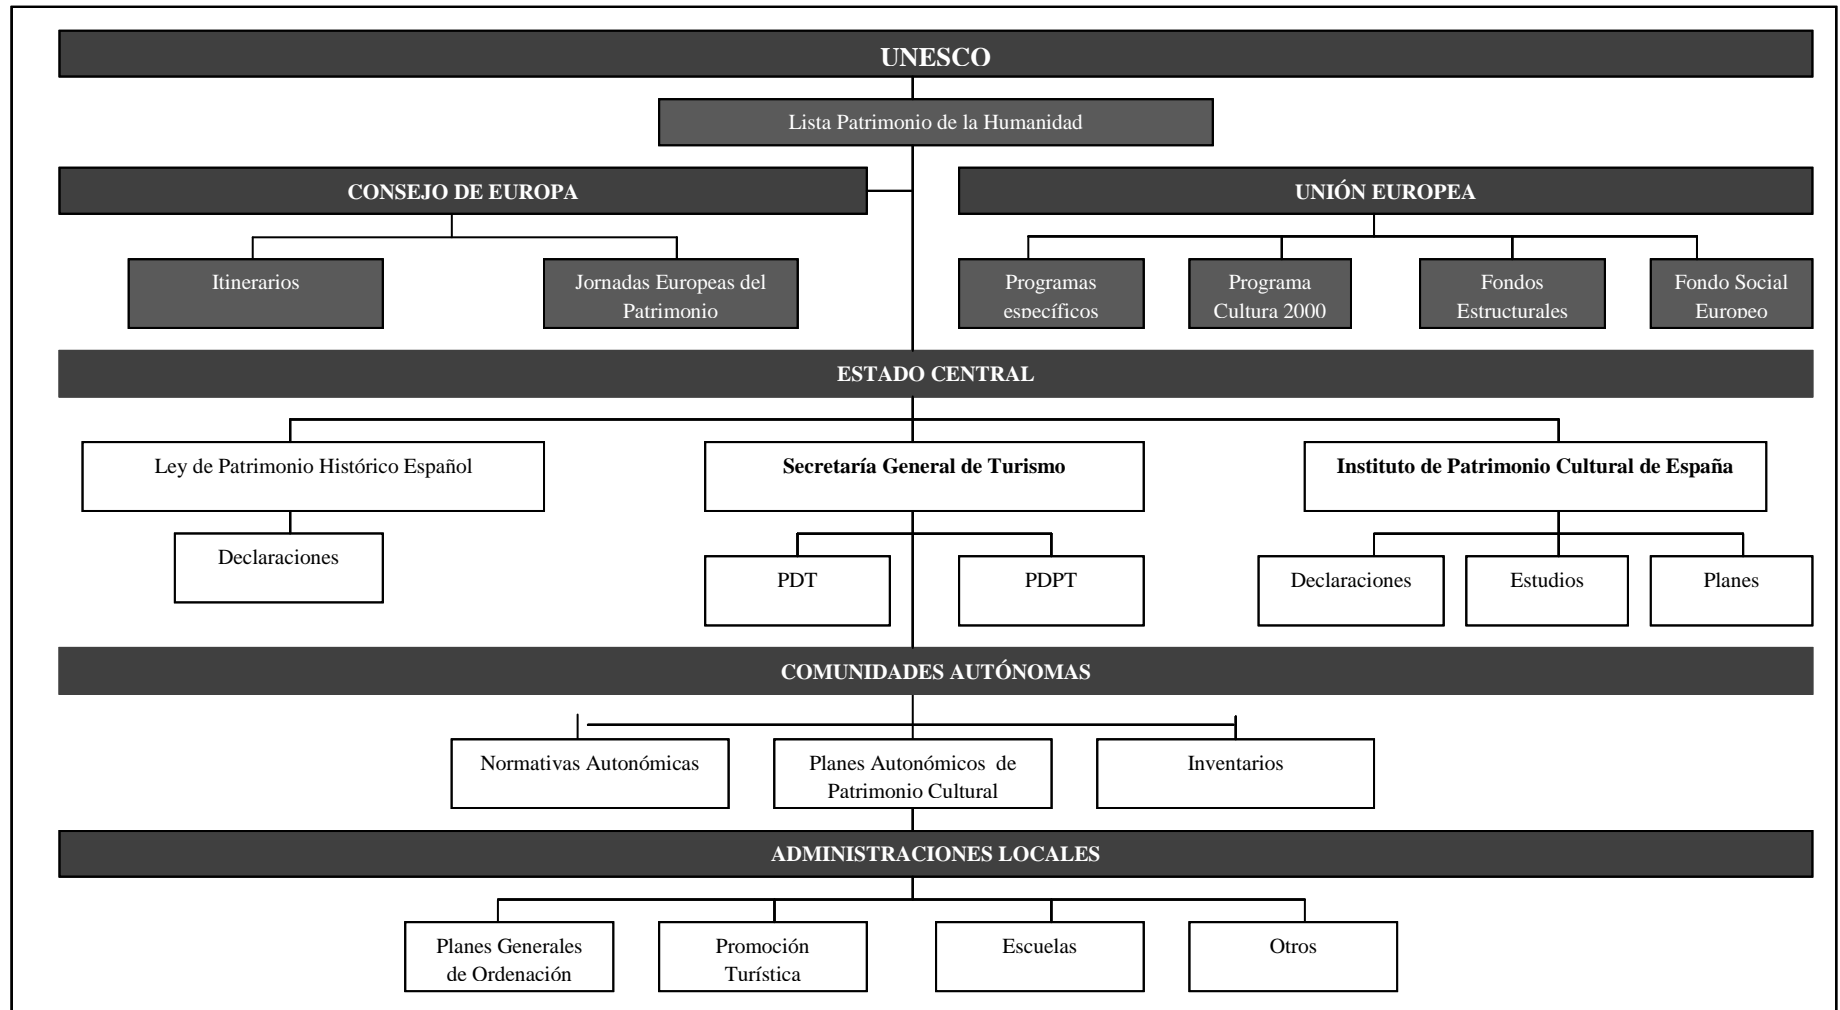 UNESCO
Lista Patrimonio de la Humanidad
CONSEJO DE EUROPA
UNIÓN EUROPEA
Itinerarios
Jornadas Europeas del
Patrimonio
Programas
específicos
Programa
Cultura 2000
Fondos
Estructurales
Fondo Social
Europeo
ESTADO CENTRAL
Ley de Patrimonio Histórico Español
Secretaría General de Turismo
Instituto de Patrimonio Cultural de España
Declaraciones
PDT
PDPT
Declaraciones
Estudios
Planes
COMUNIDADES AUTÓNOMAS
Normativas Autonómicas
Planes Autonómicos de
Patrimonio Cultural
Inventarios
ADMINISTRACIONES LOCALES
Planes Generales
de Ordenación
Promoción
Turística
Escuelas
Otros